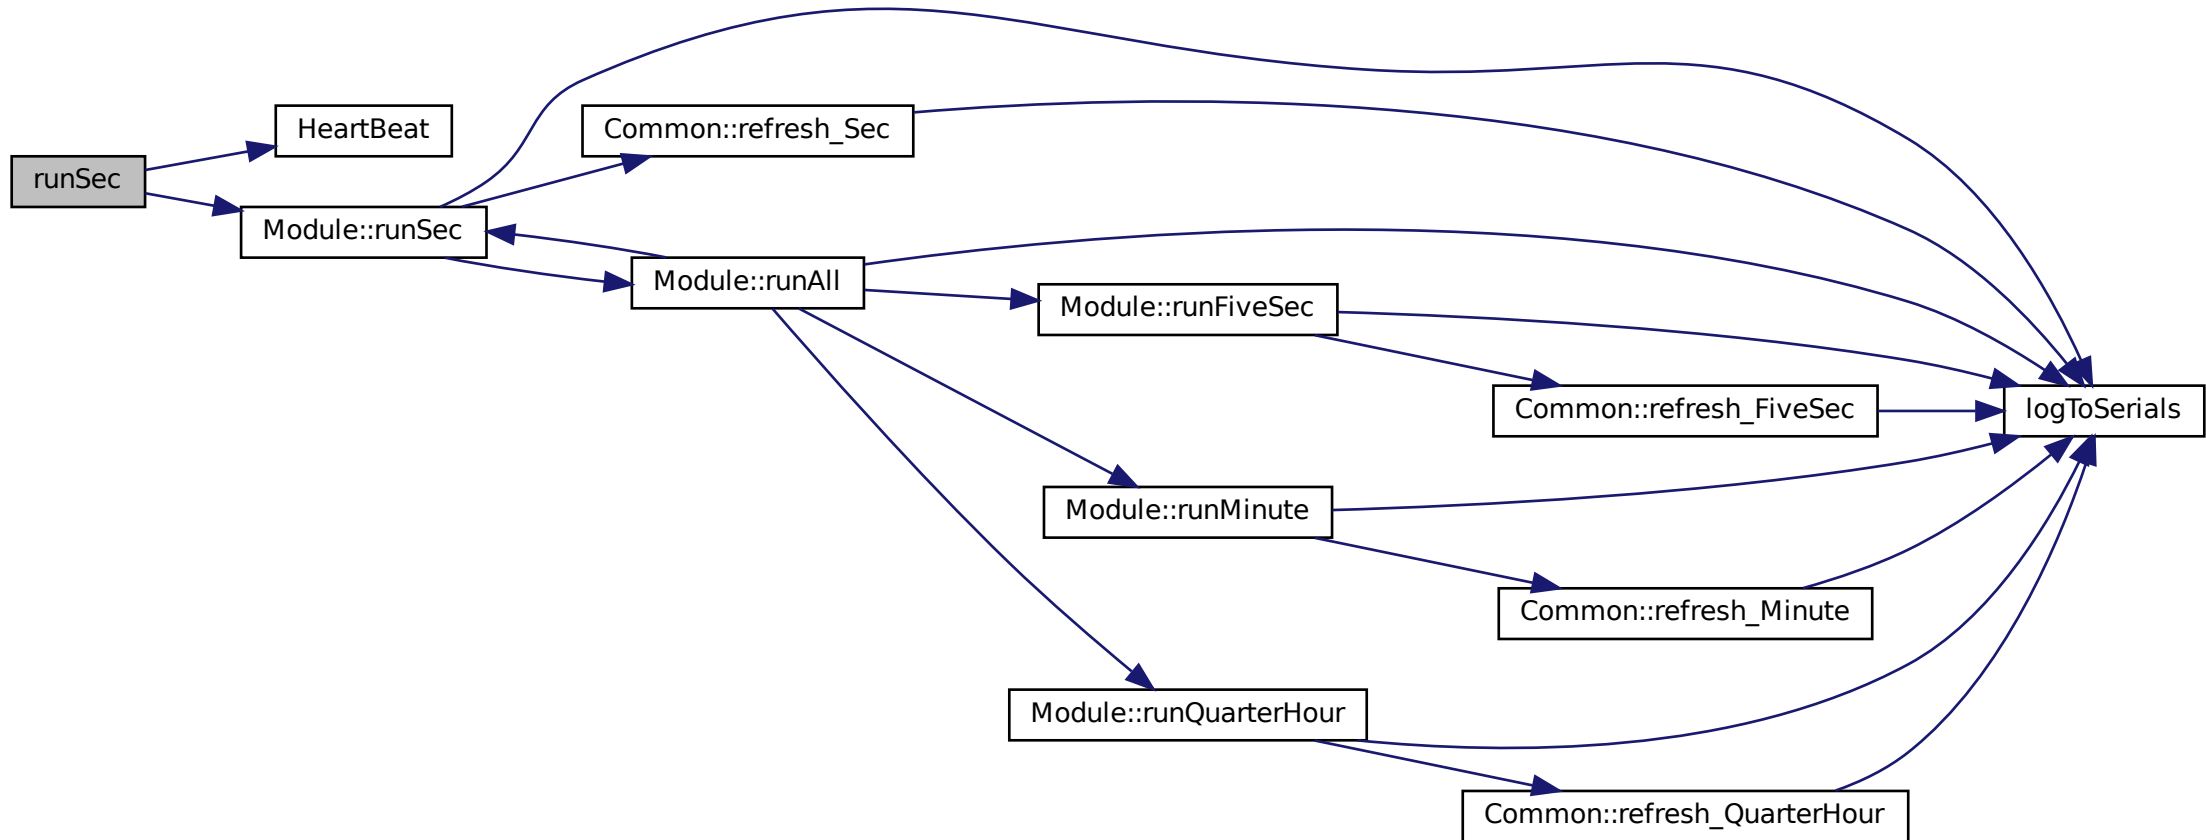 HeartBeat
Common::refresh_Sec
runSec
Module::runSec
Module::runAll
Module::runFiveSec
Common::refresh_FiveSec
logToSerials
Module::runMinute
Common::refresh_Minute
Module::runQuarterHour
Common::refresh_QuarterHour